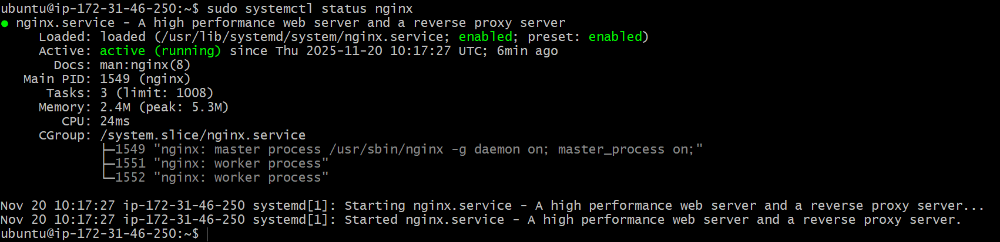 ubuntu@ip-172-31-46-250:~$ sudo systemctl status nginx
● nginx.service - A high performance web server and a reverse proxy server
     Loaded: loaded (/usr/lib/systemd/system/nginx.service; enabled; preset: enabled)
     Active: active (running) since Thu 2025-11-20 10:17:27 UTC; 6min ago
       Docs: man:nginx(8)
   Main PID: 1549 (nginx)
      Tasks: 3 (limit: 1008)
     Memory: 2.4M (peak: 5.3M)
        CPU: 24ms
     CGroup: /system.slice/nginx.service
             ├─1549 "nginx: master process /usr/sbin/nginx -g daemon on; master_process on;"
             ├─1551 "nginx: worker process"
             └─1552 "nginx: worker process"

Nov 20 10:17:27 ip-172-31-46-250 systemd[1]: Starting nginx.service - A high performance web server and a reverse proxy server...
Nov 20 10:17:27 ip-172-31-46-250 systemd[1]: Started nginx.service - A high performance web server and a reverse proxy server.
ubuntu@ip-172-31-46-250:~$